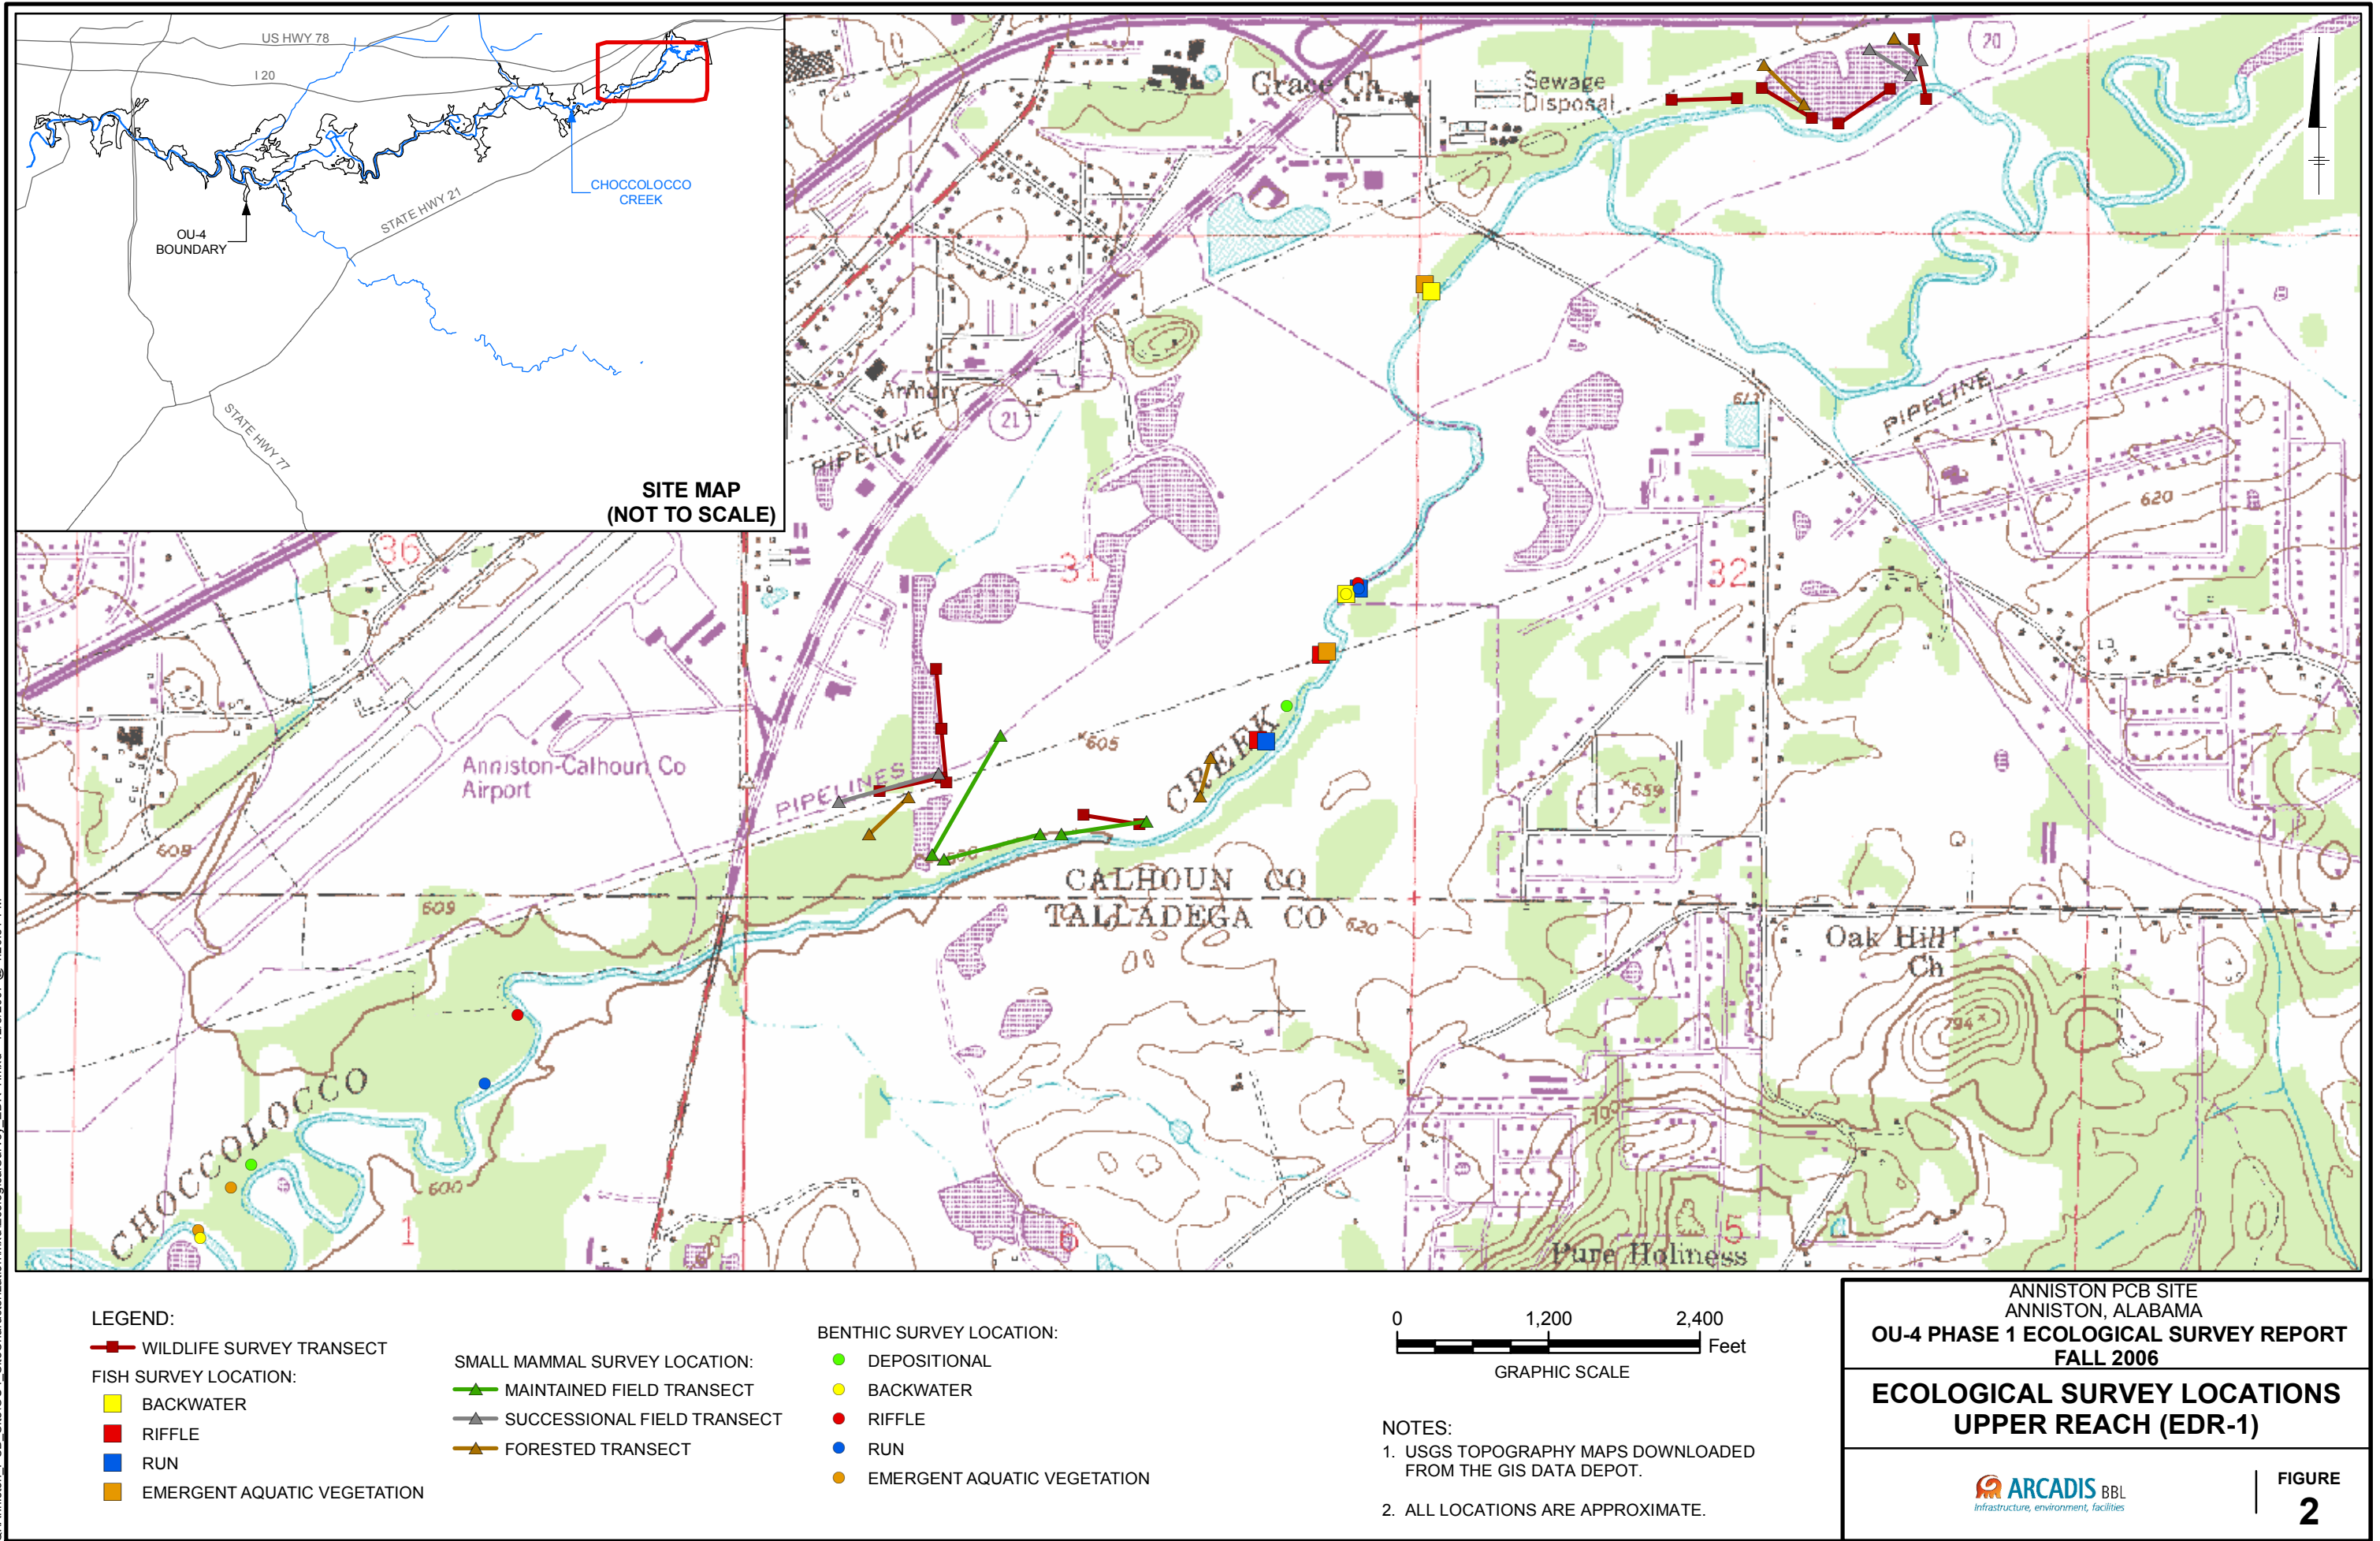 US HWY 78
I 20
CHOCCOLOCCO
CREEK
STATE HWY 21
OU-4
BOUNDARY
STATE HWY 77
SITE MAP
(NOT TO SCALE)
Grace Ch
Sewage
Disposal
20
Armory
21
PIPELINE
612
PIPELINE
620
36
31
32
Anniston-Calhoun Co
Airport
PIPELINES
×605
×659
CREEK
608
600
609
CALHOUN CO
TALLADEGA CO
620
Oak Hill
Ch
794 ×
700
CHOCCOLOCCO
600
1
6
5
Pure Holiness
LEGEND:
WILDLIFE SURVEY TRANSECT
FISH SURVEY LOCATION:
BACKWATER
RIFFLE
RUN
EMERGENT AQUATIC VEGETATION
SMALL MAMMAL SURVEY LOCATION:
MAINTAINED FIELD TRANSECT
SUCCESSIONAL FIELD TRANSECT
FORESTED TRANSECT
BENTHIC SURVEY LOCATION:
DEPOSITIONAL
BACKWATER
RIFFLE
RUN
EMERGENT AQUATIC VEGETATION
0 1,200 2,400
Feet
GRAPHIC SCALE
NOTES:
1. USGS TOPOGRAPHY MAPS DOWNLOADED
FROM THE GIS DATA DEPOT.
2. ALL LOCATIONS ARE APPROXIMATE.
ANNISTON PCB SITE
ANNISTON, ALABAMA
OU-4 PHASE 1 ECOLOGICAL SURVEY REPORT
FALL 2006
ECOLOGICAL SURVEY LOCATIONS
UPPER REACH (EDR-1)
ARCADIS BBL
Infrastructure, environment, facilities
FIGURE
2